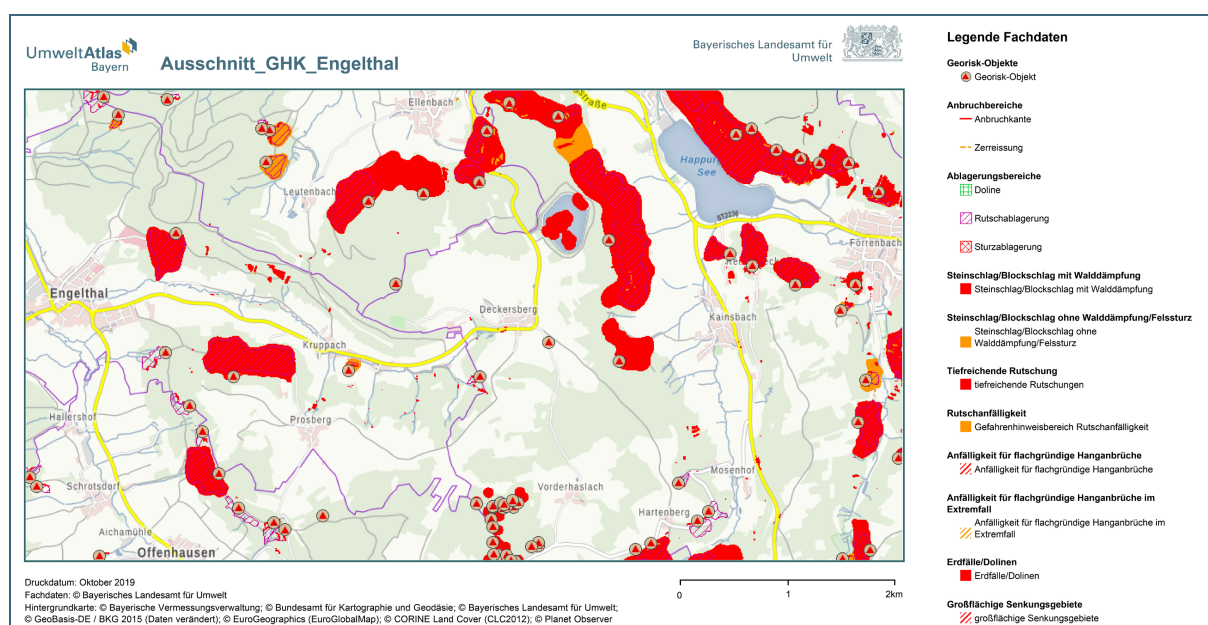 UmweltAtlas
Bayern
Ausschnitt_GHK_Engelthal
Bayerisches Landesamt für
Umwelt
Ellenbach
Happurg
See
Leutenbach
ST2236
Förrenbach
Engelthal
Deckersberg
Kainsbach
Kruppach
Hallershof
Prosberg
Mosenhof
Schrotsdorf
Vorderhaslach
Hartenberg
Aichamühle
Offenhausen
Druckdatum: Oktober 2019
Fachdaten: © Bayerisches Landesamt für Umwelt
Hintergrundkarte: © Bayerische Vermessungsverwaltung; © Bundesamt für Kartographie und Geodäsie; © Bayerisches Landesamt für Umwelt;
© GeoBasis-DE / BKG 2015 (Daten verändert); © EuroGeographics (EuroGlobalMap); © CORINE Land Cover (CLC2012); © Planet Observer
0 1 2km
Legende Fachdaten
Georisk-Objekte
Georisk-Objekt
Anbruchbereiche
Anbruchkante
Zerreissung
Ablagerungsbereiche
Doline
Rutschablagerung
Sturzablagerung
Steinschlag/Blockschlag mit Walddämpfung
Steinschlag/Blockschlag mit Walddämpfung
Steinschlag/Blockschlag ohne Walddämpfung/Felssturz
Steinschlag/Blockschlag ohne
Walddämpfung/Felssturz
Tiefreichende Rutschung
tiefreichende Rutschungen
Rutschanfälligkeit
Gefahrenhinweisbereich Rutschanfälligkeit
Anfälligkeit für flachgründige Hanganbrüche
Anfälligkeit für flachgründige Hanganbrüche
Anfälligkeit für flachgründige Hanganbrüche im
Extremfall
Anfälligkeit für flachgründige Hanganbrüche im
Extremfall
Erdfälle/Dolinen
Erdfälle/Dolinen
Großflächige Senkungsgebiete
großflächige Senkungsgebiete